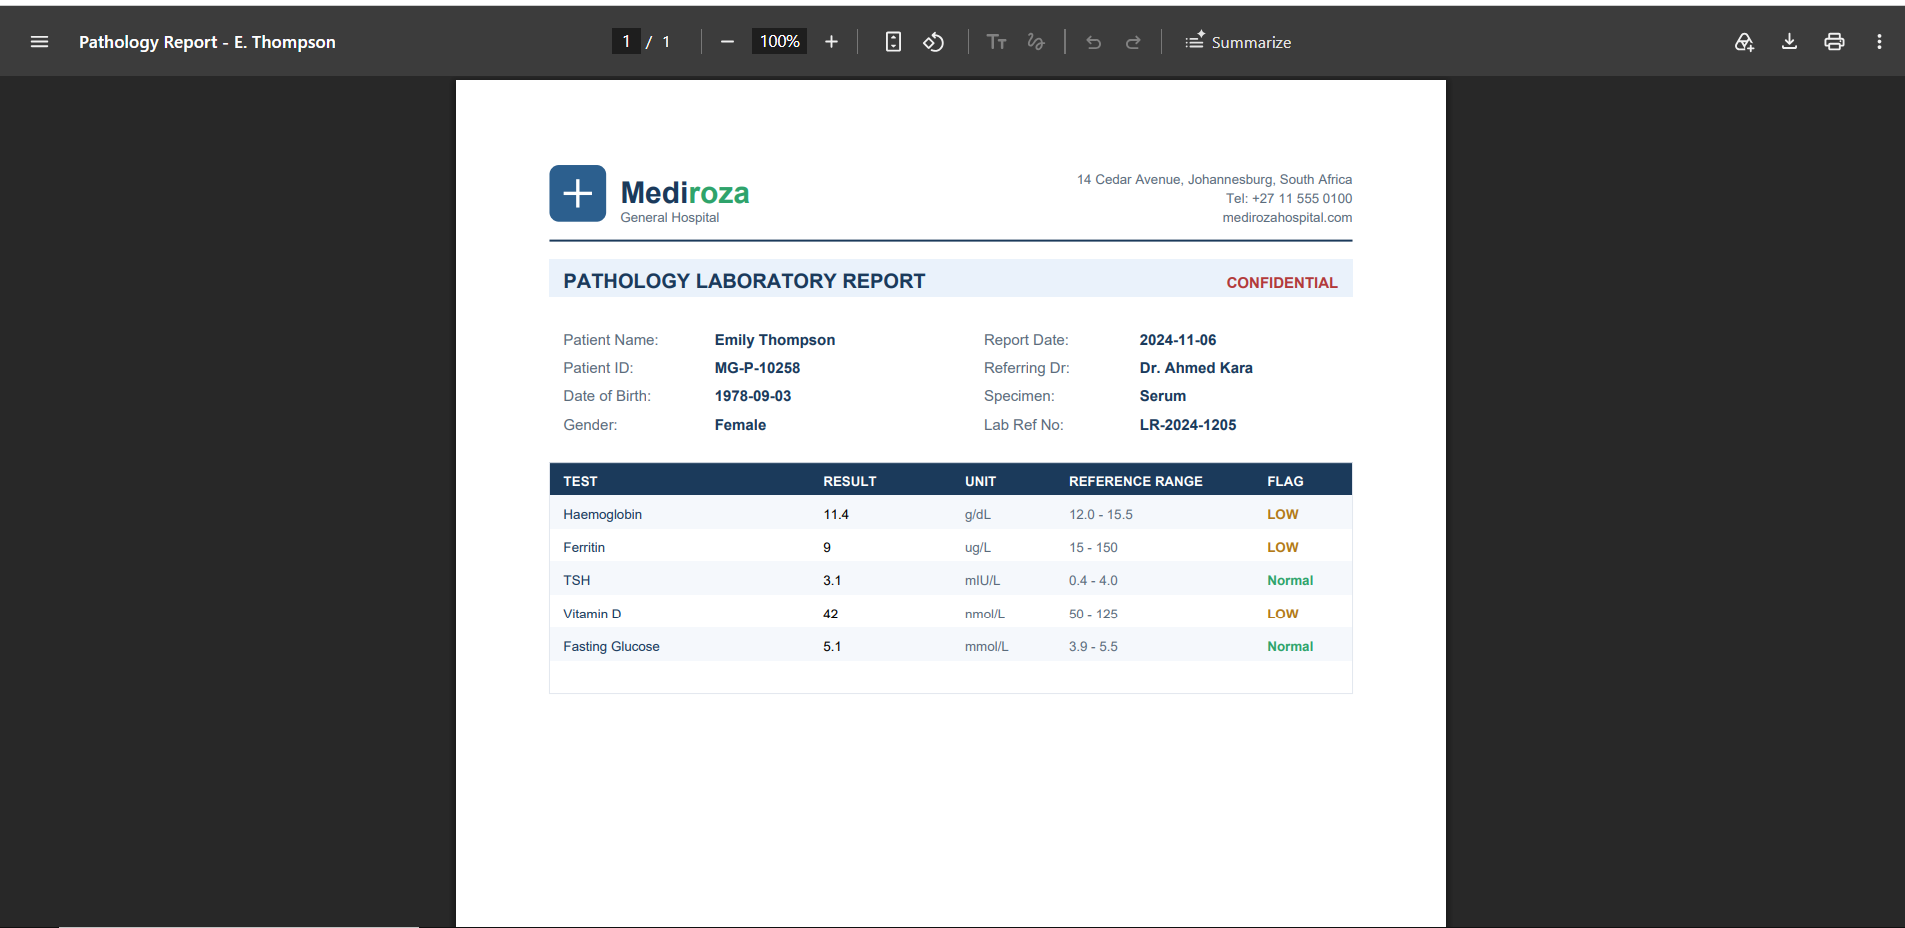 Pathology Report - E. Thompson
1 / 1
100%
Summarize
Mediroza
General Hospital
14 Cedar Avenue, Johannesburg, South Africa
Tel: +27 11 555 0100
medirozahospital.com
PATHOLOGY LABORATORY REPORT CONFIDENTIAL
Patient Name: Emily Thompson Report Date: 2024-11-06
Patient ID: MG-P-10258 Referring Dr: Dr. Ahmed Kara
Date of Birth: 1978-09-03 Specimen: Serum
Gender: Female Lab Ref No: LR-2024-1205
TEST RESULT UNIT REFERENCE RANGE FLAG
Haemoglobin 11.4 g/dL 12.0 - 15.5 LOW
Ferritin 9 ug/L 15 - 150 LOW
TSH 3.1 mIU/L 0.4 - 4.0 Normal
Vitamin D 42 nmol/L 50 - 125 LOW
Fasting Glucose 5.1 mmol/L 3.9 - 5.5 Normal